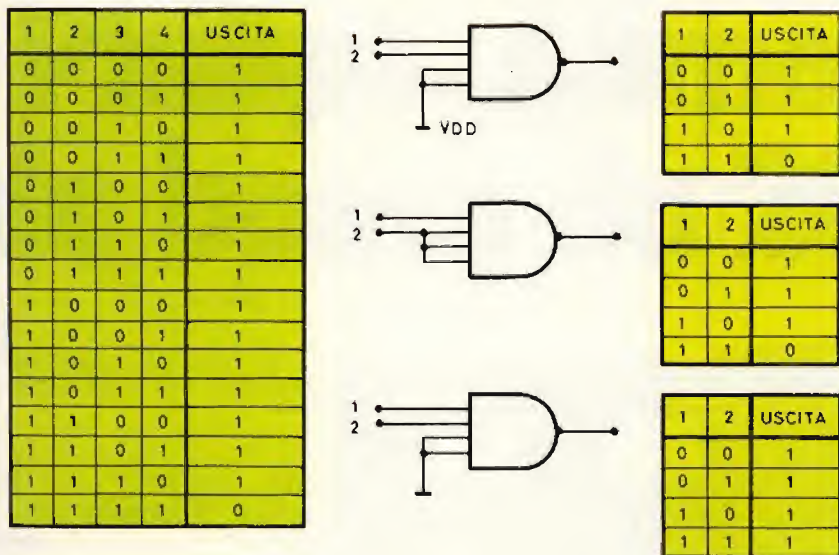 1 2 3 4 USCITA
0 0 0 0 1
0 0 0 1 1
0 0 1 0 1
0 0 1 1 1
0 1 0 0 1
0 1 0 1 1
0 1 1 0 1
0 1 1 1 1
1 0 0 0 1
1 0 0 1 1
1 0 1 0 1
1 0 1 1 1
1 1 0 0 1
1 1 0 1 1
1 1 1 0 1
1 1 1 1 0
1
2
VDD
1 2 USCITA
0 0 1
0 1 1
1 0 1
1 1 0
1
2
1 2 USCITA
0 0 1
0 1 1
1 0 1
1 1 0
1
2
1 2 USCITA
0 0 1
0 1 1
1 0 1
1 1 1